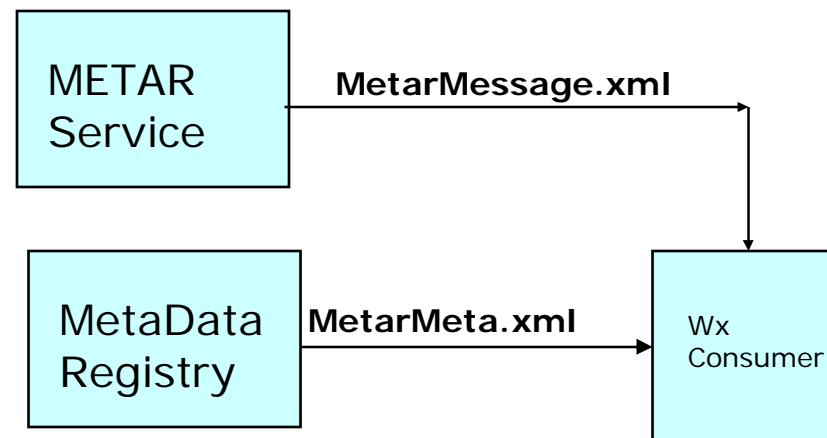 METAR
Service
MetarMessage.xml
MetaData
Registry
MetarMeta.xml
Wx
Consumer